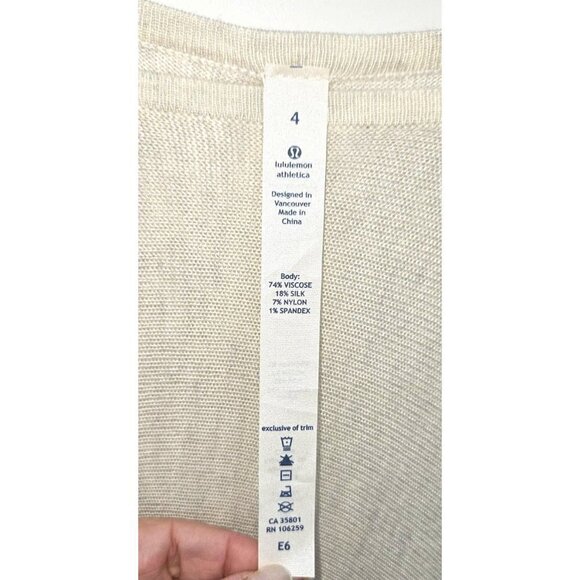 4
lululemon
athletica
Designed in
Vancouver
Made in
China
Body:
74% VISCOSE
18% SILK
7% NYLON
1% SPANDEX
exclusive of trim
CA 35801
RN 106259
E6